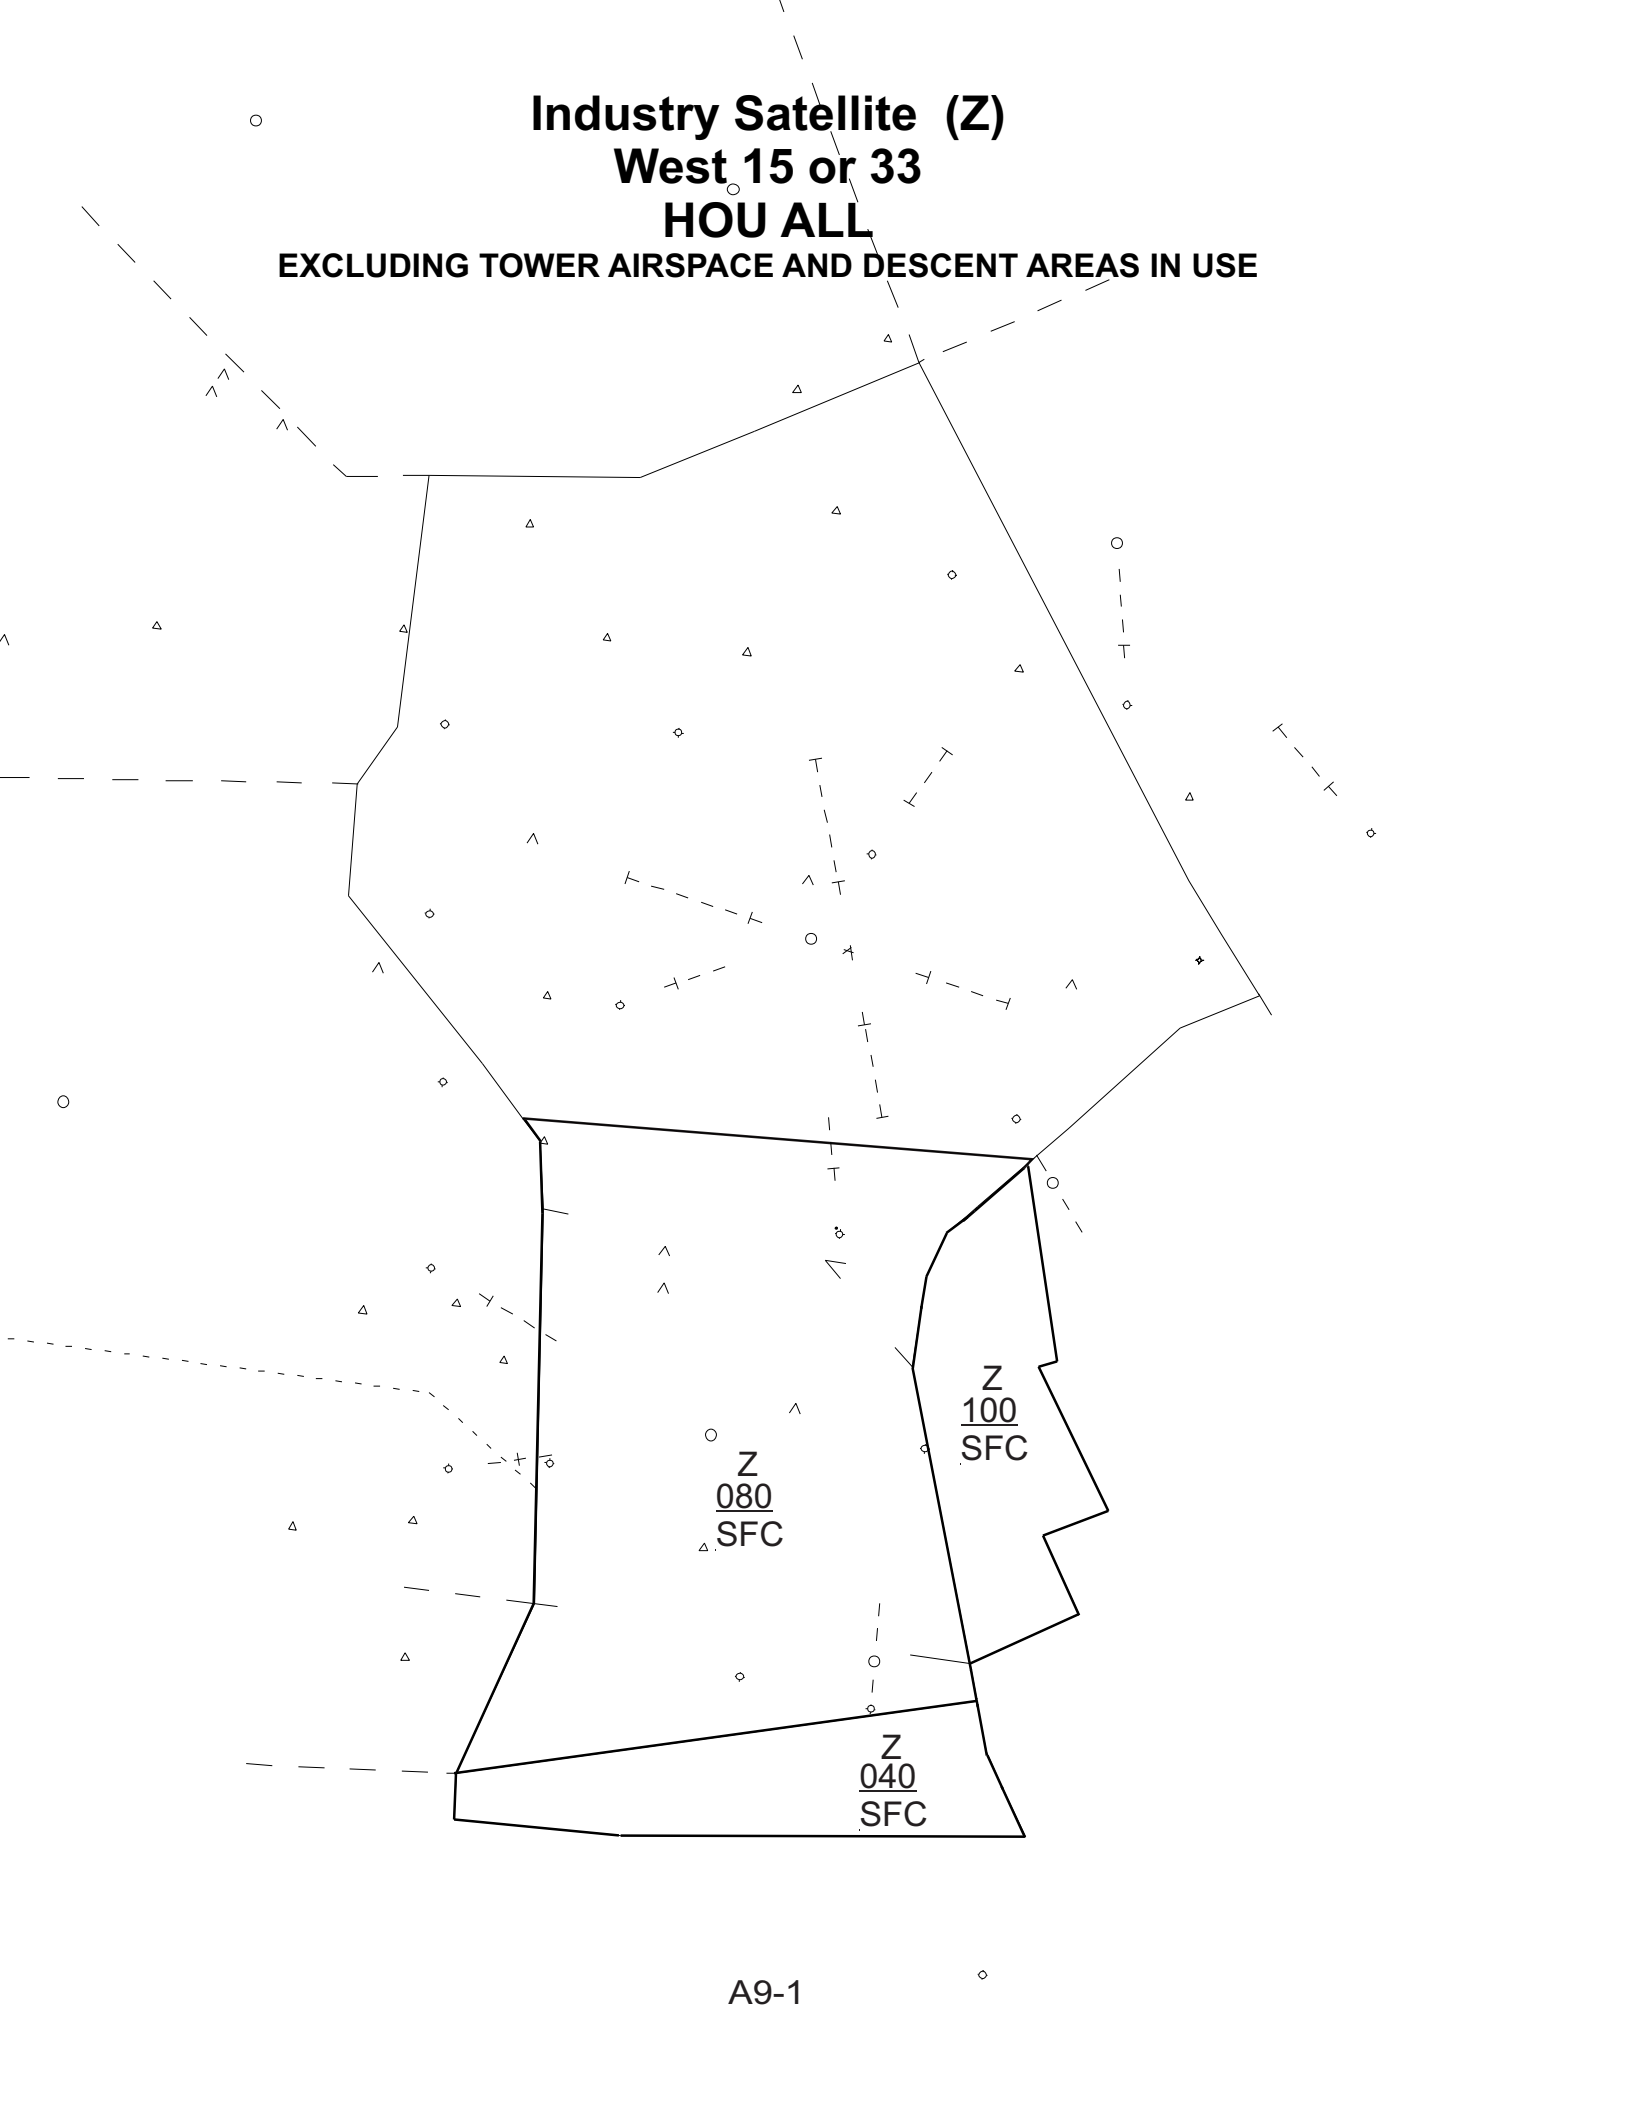 Industry Satellite (Z)
West 15 or 33
HOU ALL
EXCLUDING TOWER AIRSPACE AND DESCENT AREAS IN USE
Z
100
SFC
Z
080
SFC
Z
040
SFC
A9-1